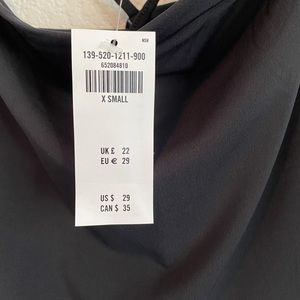 139-520-1211-900
652084810
X SMALL
UK £ 22
EU € 29
US $ 29
CAN $ 35